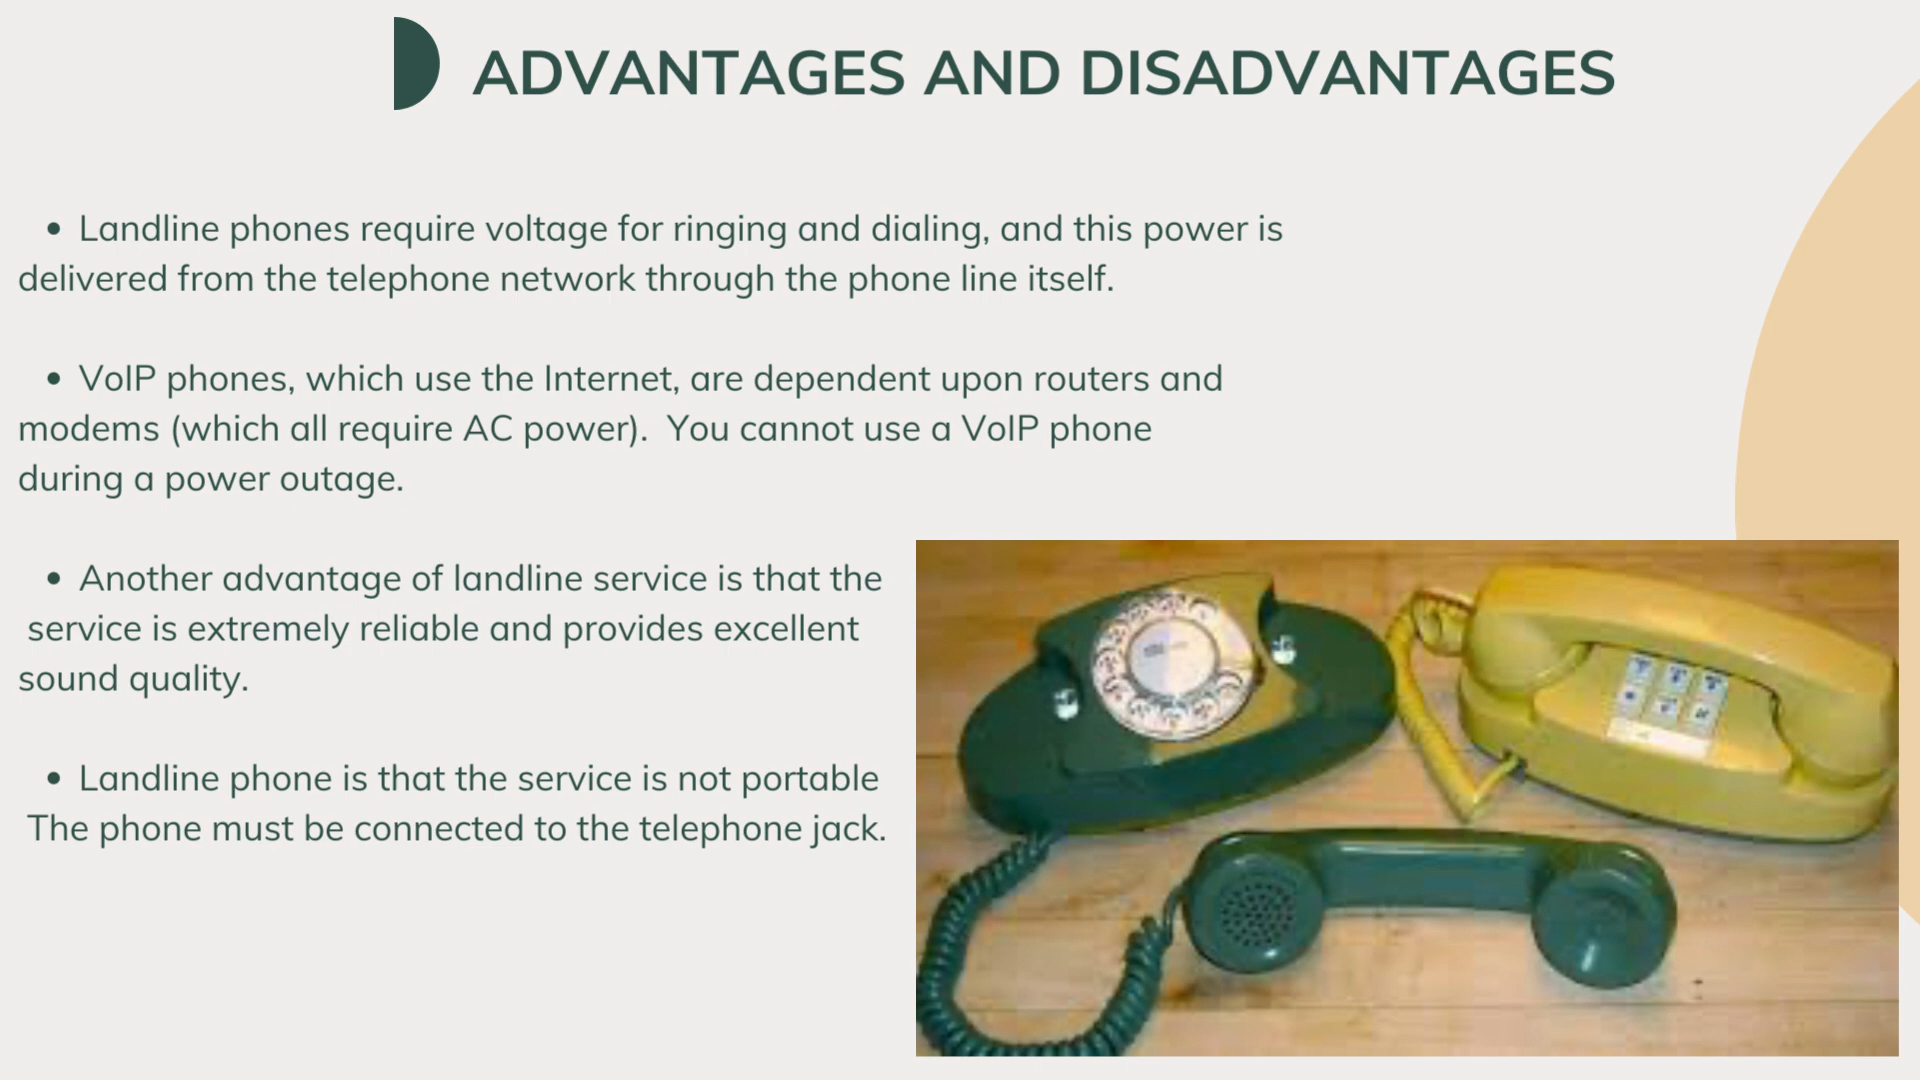 ADVANTAGES AND DISADVANTAGES
• Landline phones require voltage for ringing and dialing, and this power is
delivered from the telephone network through the phone line itself.
• VoIP phones, which use the Internet, are dependent upon routers and
modems (which all require AC power).  You cannot use a VoIP phone
during a power outage.
• Another advantage of landline service is that the
service is extremely reliable and provides excellent
sound quality.
• Landline phone is that the service is not portable
The phone must be connected to the telephone jack.